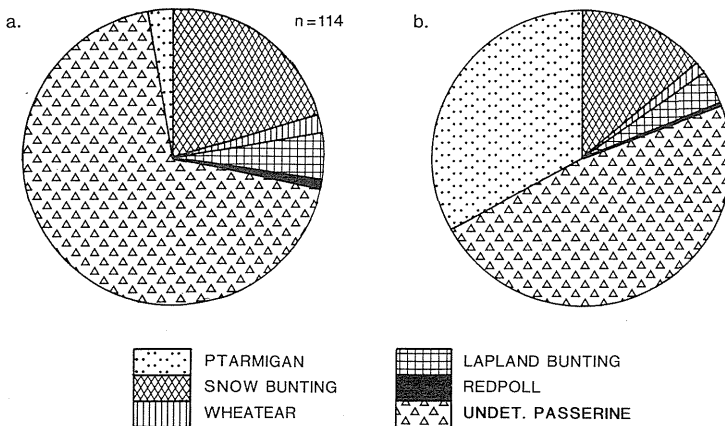 a.
n=114
b.
PTARMIGAN
SNOW BUNTING
WHEATEAR
LAPLAND BUNTING
REDPOLL
UNDET. PASSERINE